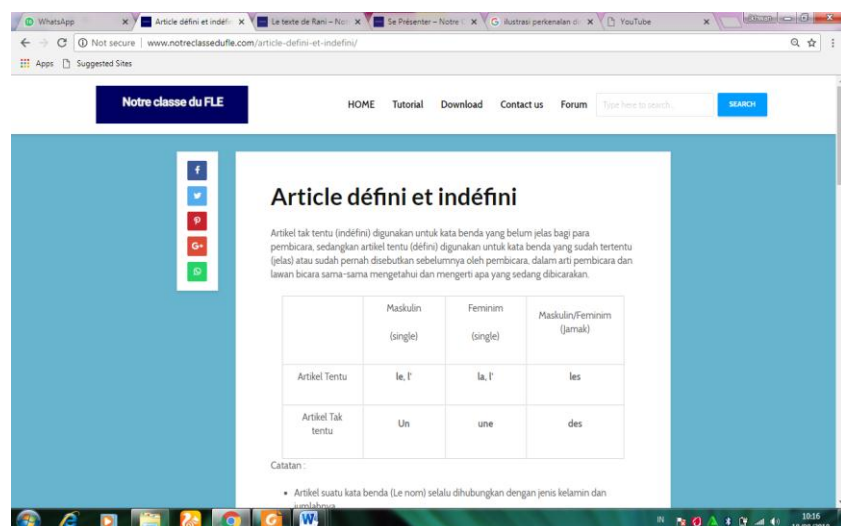 WhatsApp
Article défini et indéfi
Le texte de Rani – No
Se Présenter – Notre C
ilustrasi perkenalan d
YouTube
Not secure | www.notreclassedufle.com/article-defini-et-indefini/
Apps
Suggested Sites
Notre classe du FLE
HOME Tutorial Download Contact us Forum Type here to search.. SEARCH
Article défini et indéfini
Artikel tak tentu (indéfini) digunakan untuk kata benda yang belum jelas bagi para
pembicara, sedangkan artikel tentu (défini) digunakan untuk kata benda yang sudah tertentu
(jelas) atau sudah pernah disebutkan sebelumnya oleh pembicara, dalam arti pembicara dan
lawan bicara sama-sama mengetahui dan mengerti apa yang sedang dibicarakan.
Maskulin Feminim Maskulin/Feminim
(single) (single) (Jamak)
Artikel Tentu le, l' la, l' les
Artikel Tak
tentu Un une des
Catatan :
• Artikel suatu kata benda (Le nom) selalu dihubungkan dengan jenis kelamin dan
jumlahnya
IN
10:16